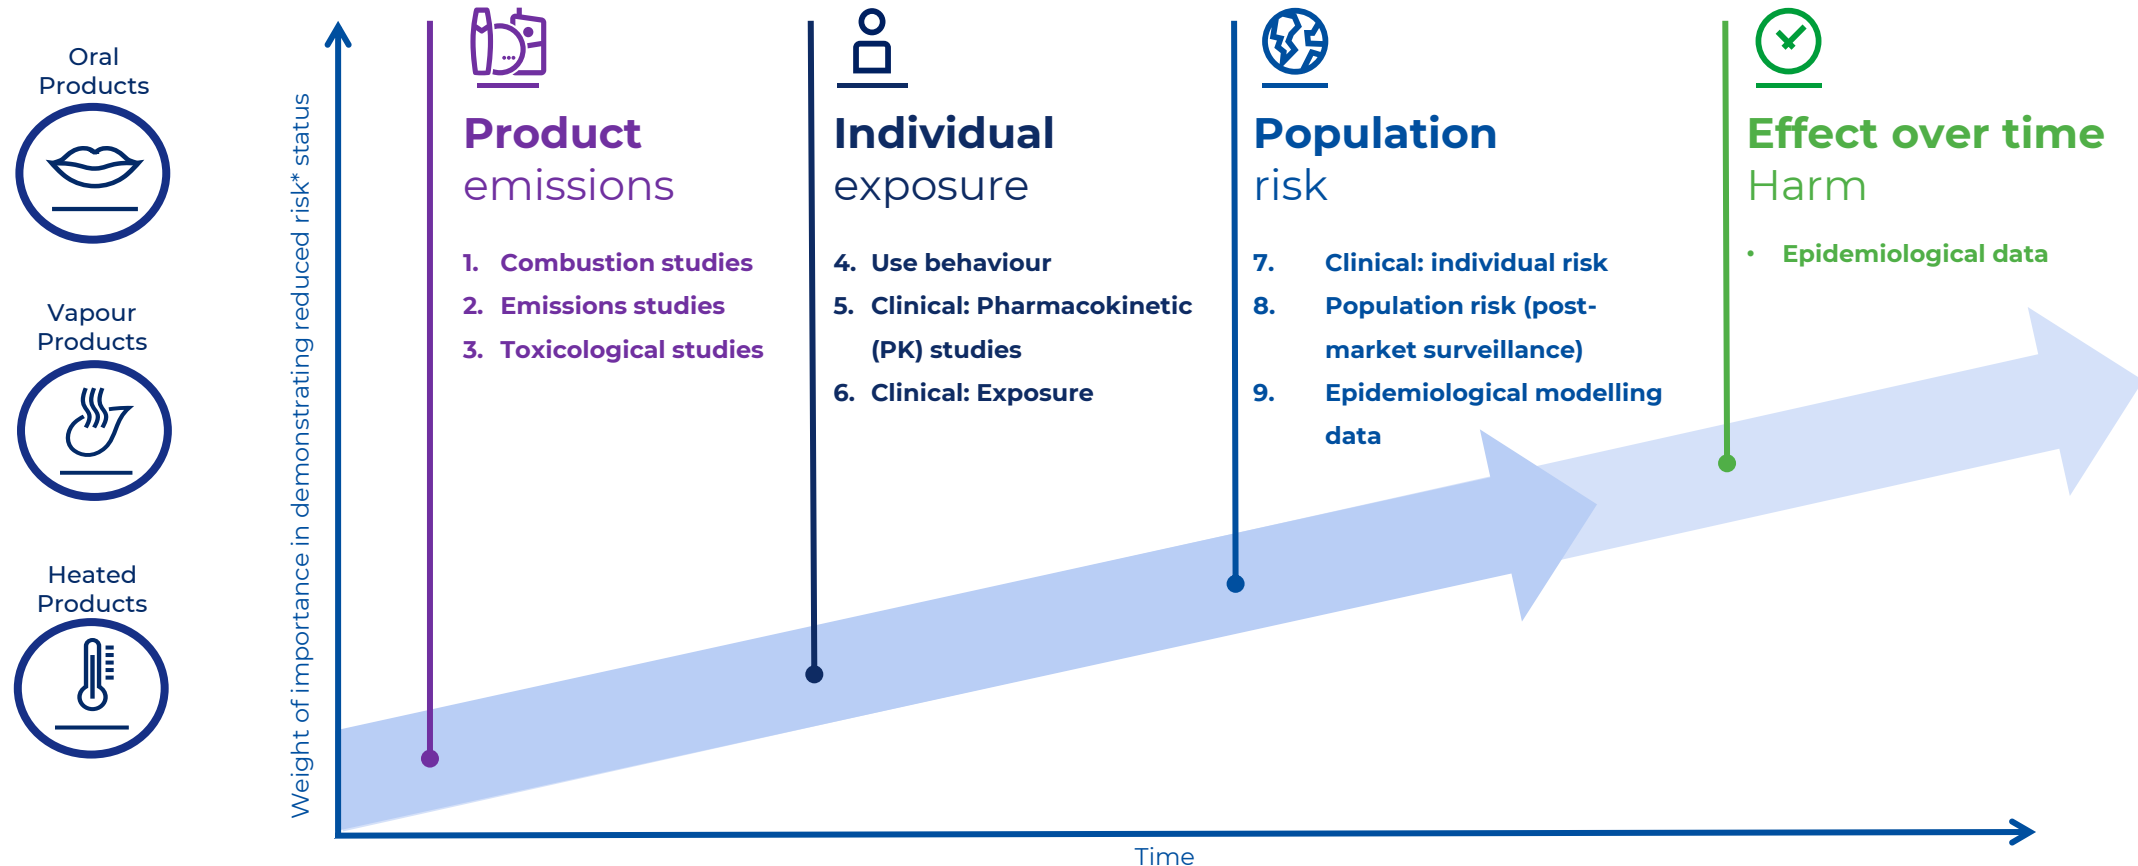 Oral
Products
Vapour
Products
Heated
Products
Weight of importance in demonstrating reduced risk* status
Product
emissions
1. Combustion studies
2. Emissions studies
3. Toxicological studies
Individual
exposure
4. Use behaviour
5. Clinical: Pharmacokinetic
(PK) studies
6. Clinical: Exposure
Population
risk
7. Clinical: individual risk
8. Population risk (post-
market surveillance)
9. Epidemiological modelling
data
Effect over time
Harm
• Epidemiological data
Time